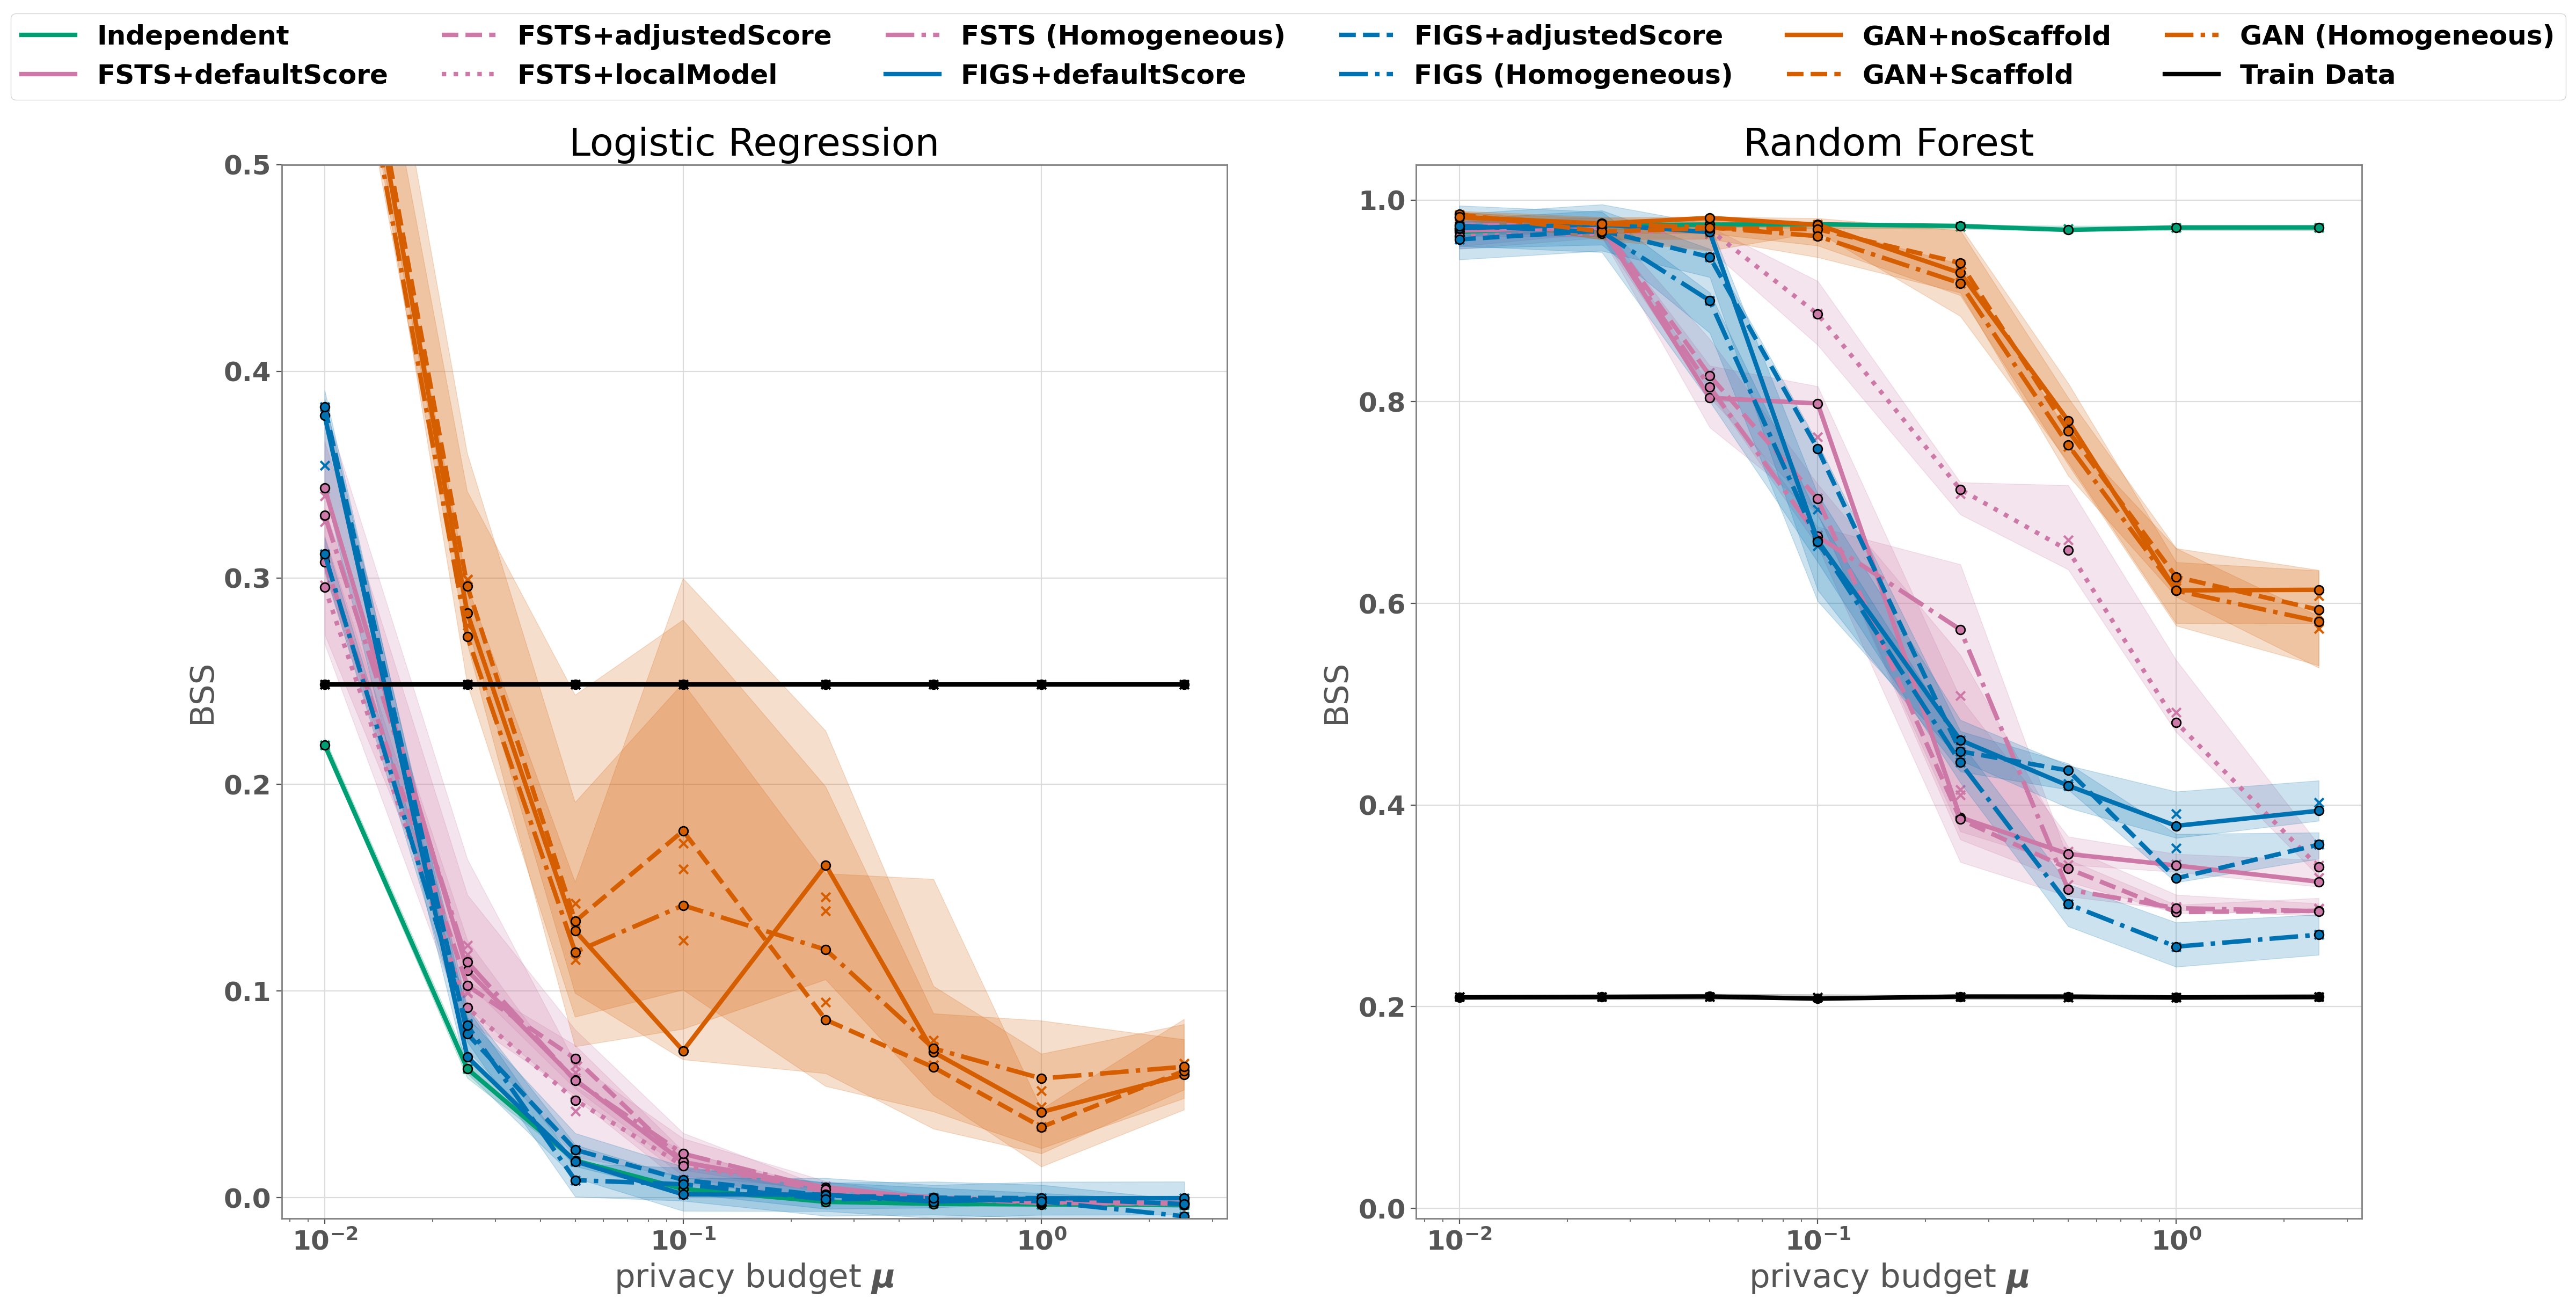 Independent FSTS+adjustedScore FSTS (Homogeneous) FIGS+adjustedScore GAN+noScaffold GAN (Homogeneous)
FSTS+defaultScore FSTS+localModel FIGS+defaultScore FIGS (Homogeneous) GAN+Scaffold Train Data
Logistic Regression
0.5
0.4
0.3
0.2
0.1
0.0
BSS
10⁻² 10⁻¹ 10⁰
privacy budget μ
Random Forest
1.0
0.8
0.6
0.4
0.2
0.0
BSS
10⁻² 10⁻¹ 10⁰
privacy budget μ